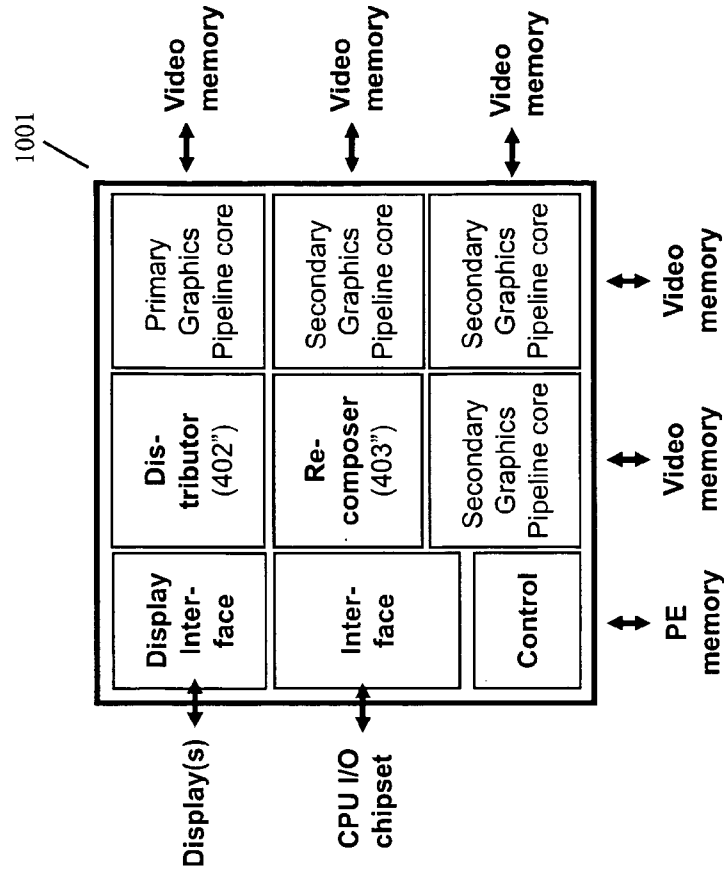 1001
Display(s)
CPU I/O
chipset
Display
Inter-
face
Dis-
tributor
(402")
Primary
Graphics
Pipeline core
Video
memory
Inter-
face
Re-
composer
(403")
Secondary
Graphics
Pipeline core
Video
memory
Control
Secondary
Graphics
Pipeline core
Secondary
Graphics
Pipeline core
Video
memory
PE
memory
Video
memory
Video
memory